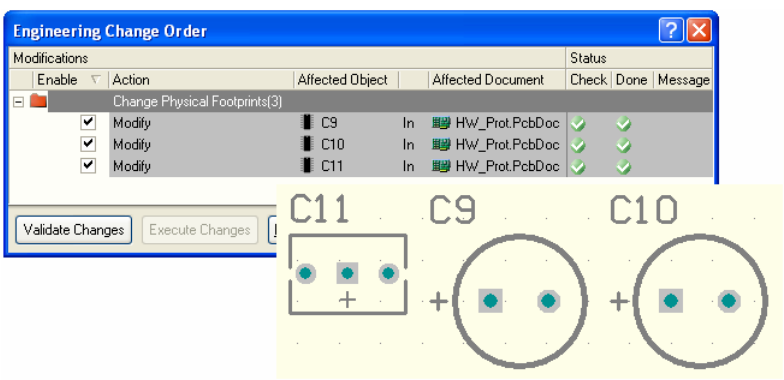 Engineering Change Order
Modifications Status
Enable Action Affected Object Affected Document Check Done Message
Change Physical Footprints(3)
Modify C9 In HW_Prot.PcbDoc
Modify C10 In HW_Prot.PcbDoc
Modify C11 In HW_Prot.PcbDoc
Validate Changes Execute Changes
C11 C9 C10
+ + +